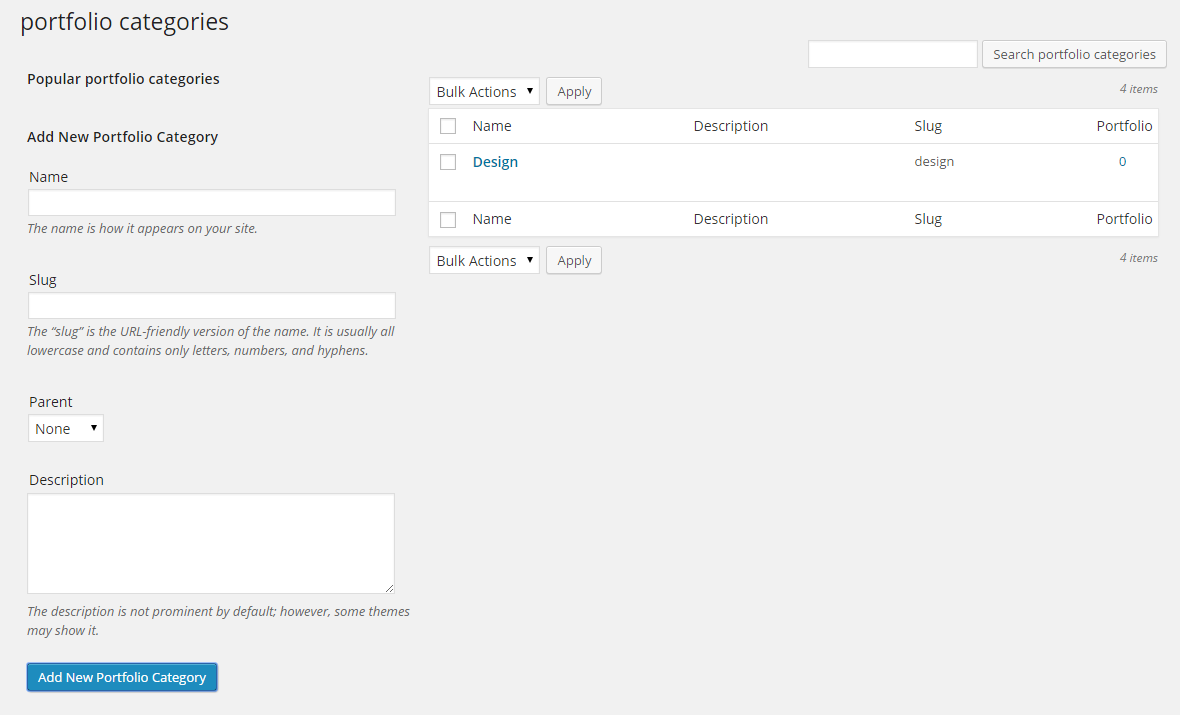 portfolio categories
Search portfolio categories
Popular portfolio categories
Add New Portfolio Category
Name
The name is how it appears on your site.
Slug
The “slug” is the URL-friendly version of the name. It is usually all
lowercase and contains only letters, numbers, and hyphens.
Parent
None
Description
The description is not prominent by default; however, some themes
may show it.
Add New Portfolio Category
Bulk Actions Apply 4 items
Name Description Slug Portfolio
Design design 0
Name Description Slug Portfolio
Bulk Actions Apply 4 items